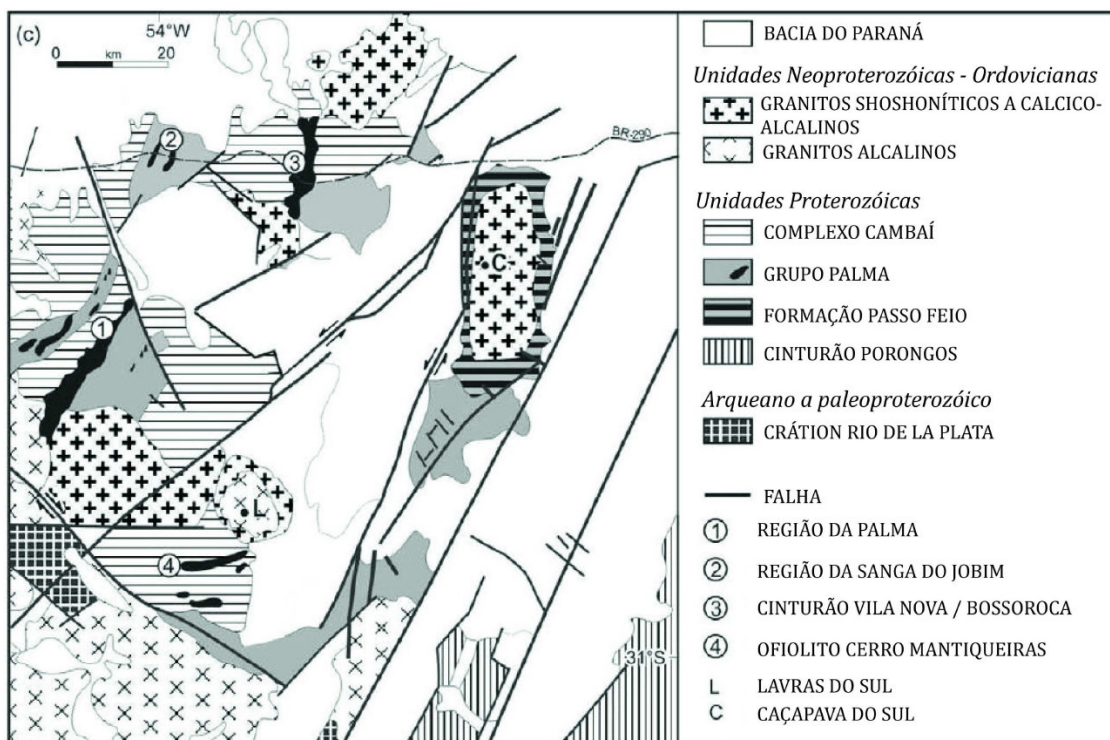 (c)
54°W
0 km 20
BR-290
2
3
1
C
L
4
31°S
BACIA DO PARANÁ
Unidades Neoproterozóicas - Ordovicianas
GRANITOS SHOSHONÍTICOS A CALCICO-
ALCALINOS
GRANITOS ALCALINOS
Unidades Proterozóicas
COMPLEXO CAMBAÍ
GRUPO PALMA
FORMAÇÃO PASSO FEIO
CINTURÃO PORONGOS
Arqueano a paleoproterozóico
CRÁTION RIO DE LA PLATA
FALHA
1 REGIÃO DA PALMA
2 REGIÃO DA SANGA DO JOBIM
3 CINTURÃO VILA NOVA / BOSSOROCA
4 OFIOLITO CERRO MANTIQUEIRAS
L LAVRAS DO SUL
C CAÇAPAVA DO SUL